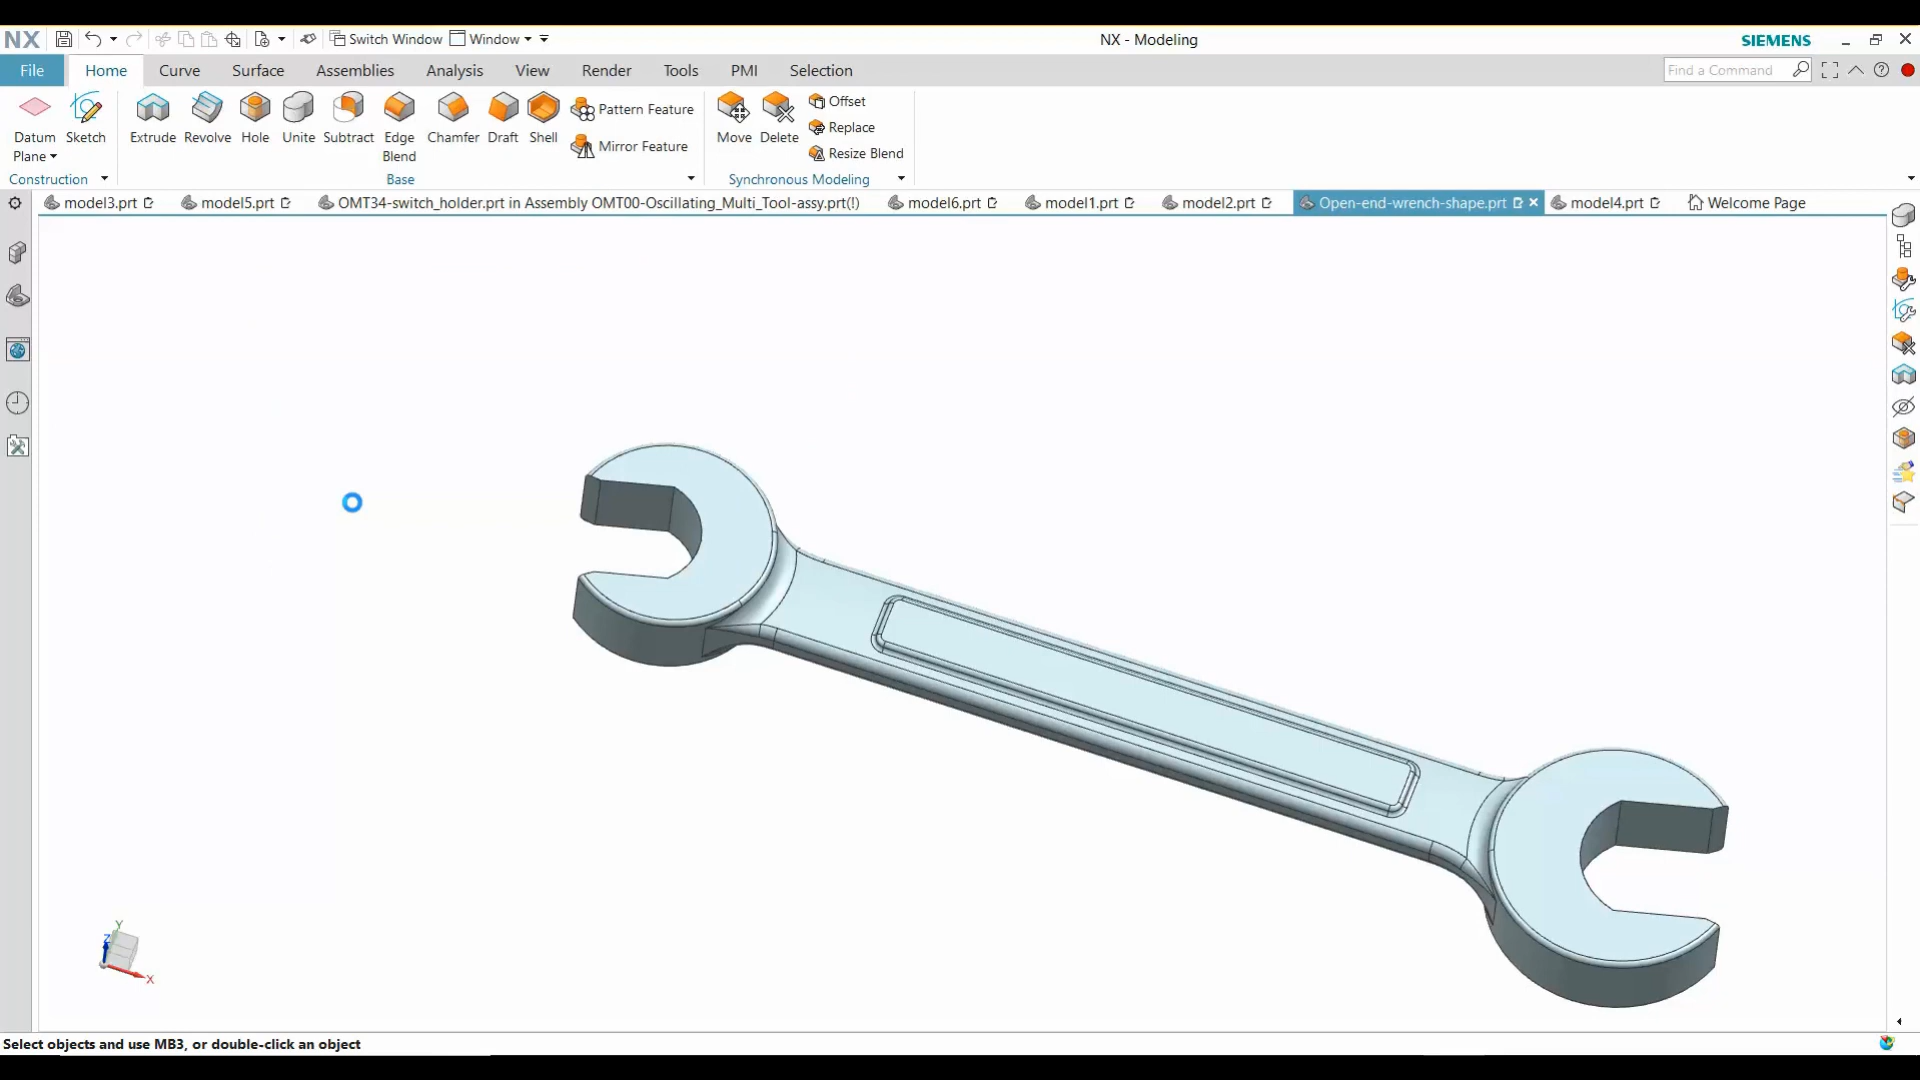 NX Switch Window Window NX - Modeling SIEMENS
File Home Curve Surface Assemblies Analysis View Render Tools PMI Selection Find a Command
Datum Plane Sketch Extrude Revolve Hole Unite Subtract Edge Blend Chamfer Draft Shell Pattern Feature Mirror Feature Move Delete Offset Replace Resize Blend
Construction Base Synchronous Modeling
model3.prt model5.prt OMT34-switch_holder.prt in Assembly OMT00-Oscillating_Multi_Tool-assy.prt(!) model6.prt model1.prt model2.prt Open-end-wrench-shape.prt model4.prt Welcome Page
Y
Z
X
Select objects and use MB3, or double-click an object